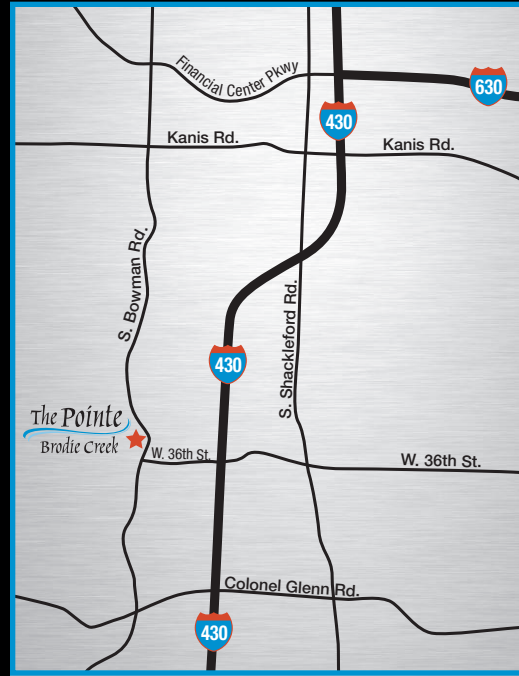 Financial Center Pkwy
630
430
Kanis Rd.
Kanis Rd.
S. Bowman Rd.
S. Shackleford Rd.
430
The Pointe
Brodie Creek
W. 36th St.
W. 36th St.
Colonel Glenn Rd.
430